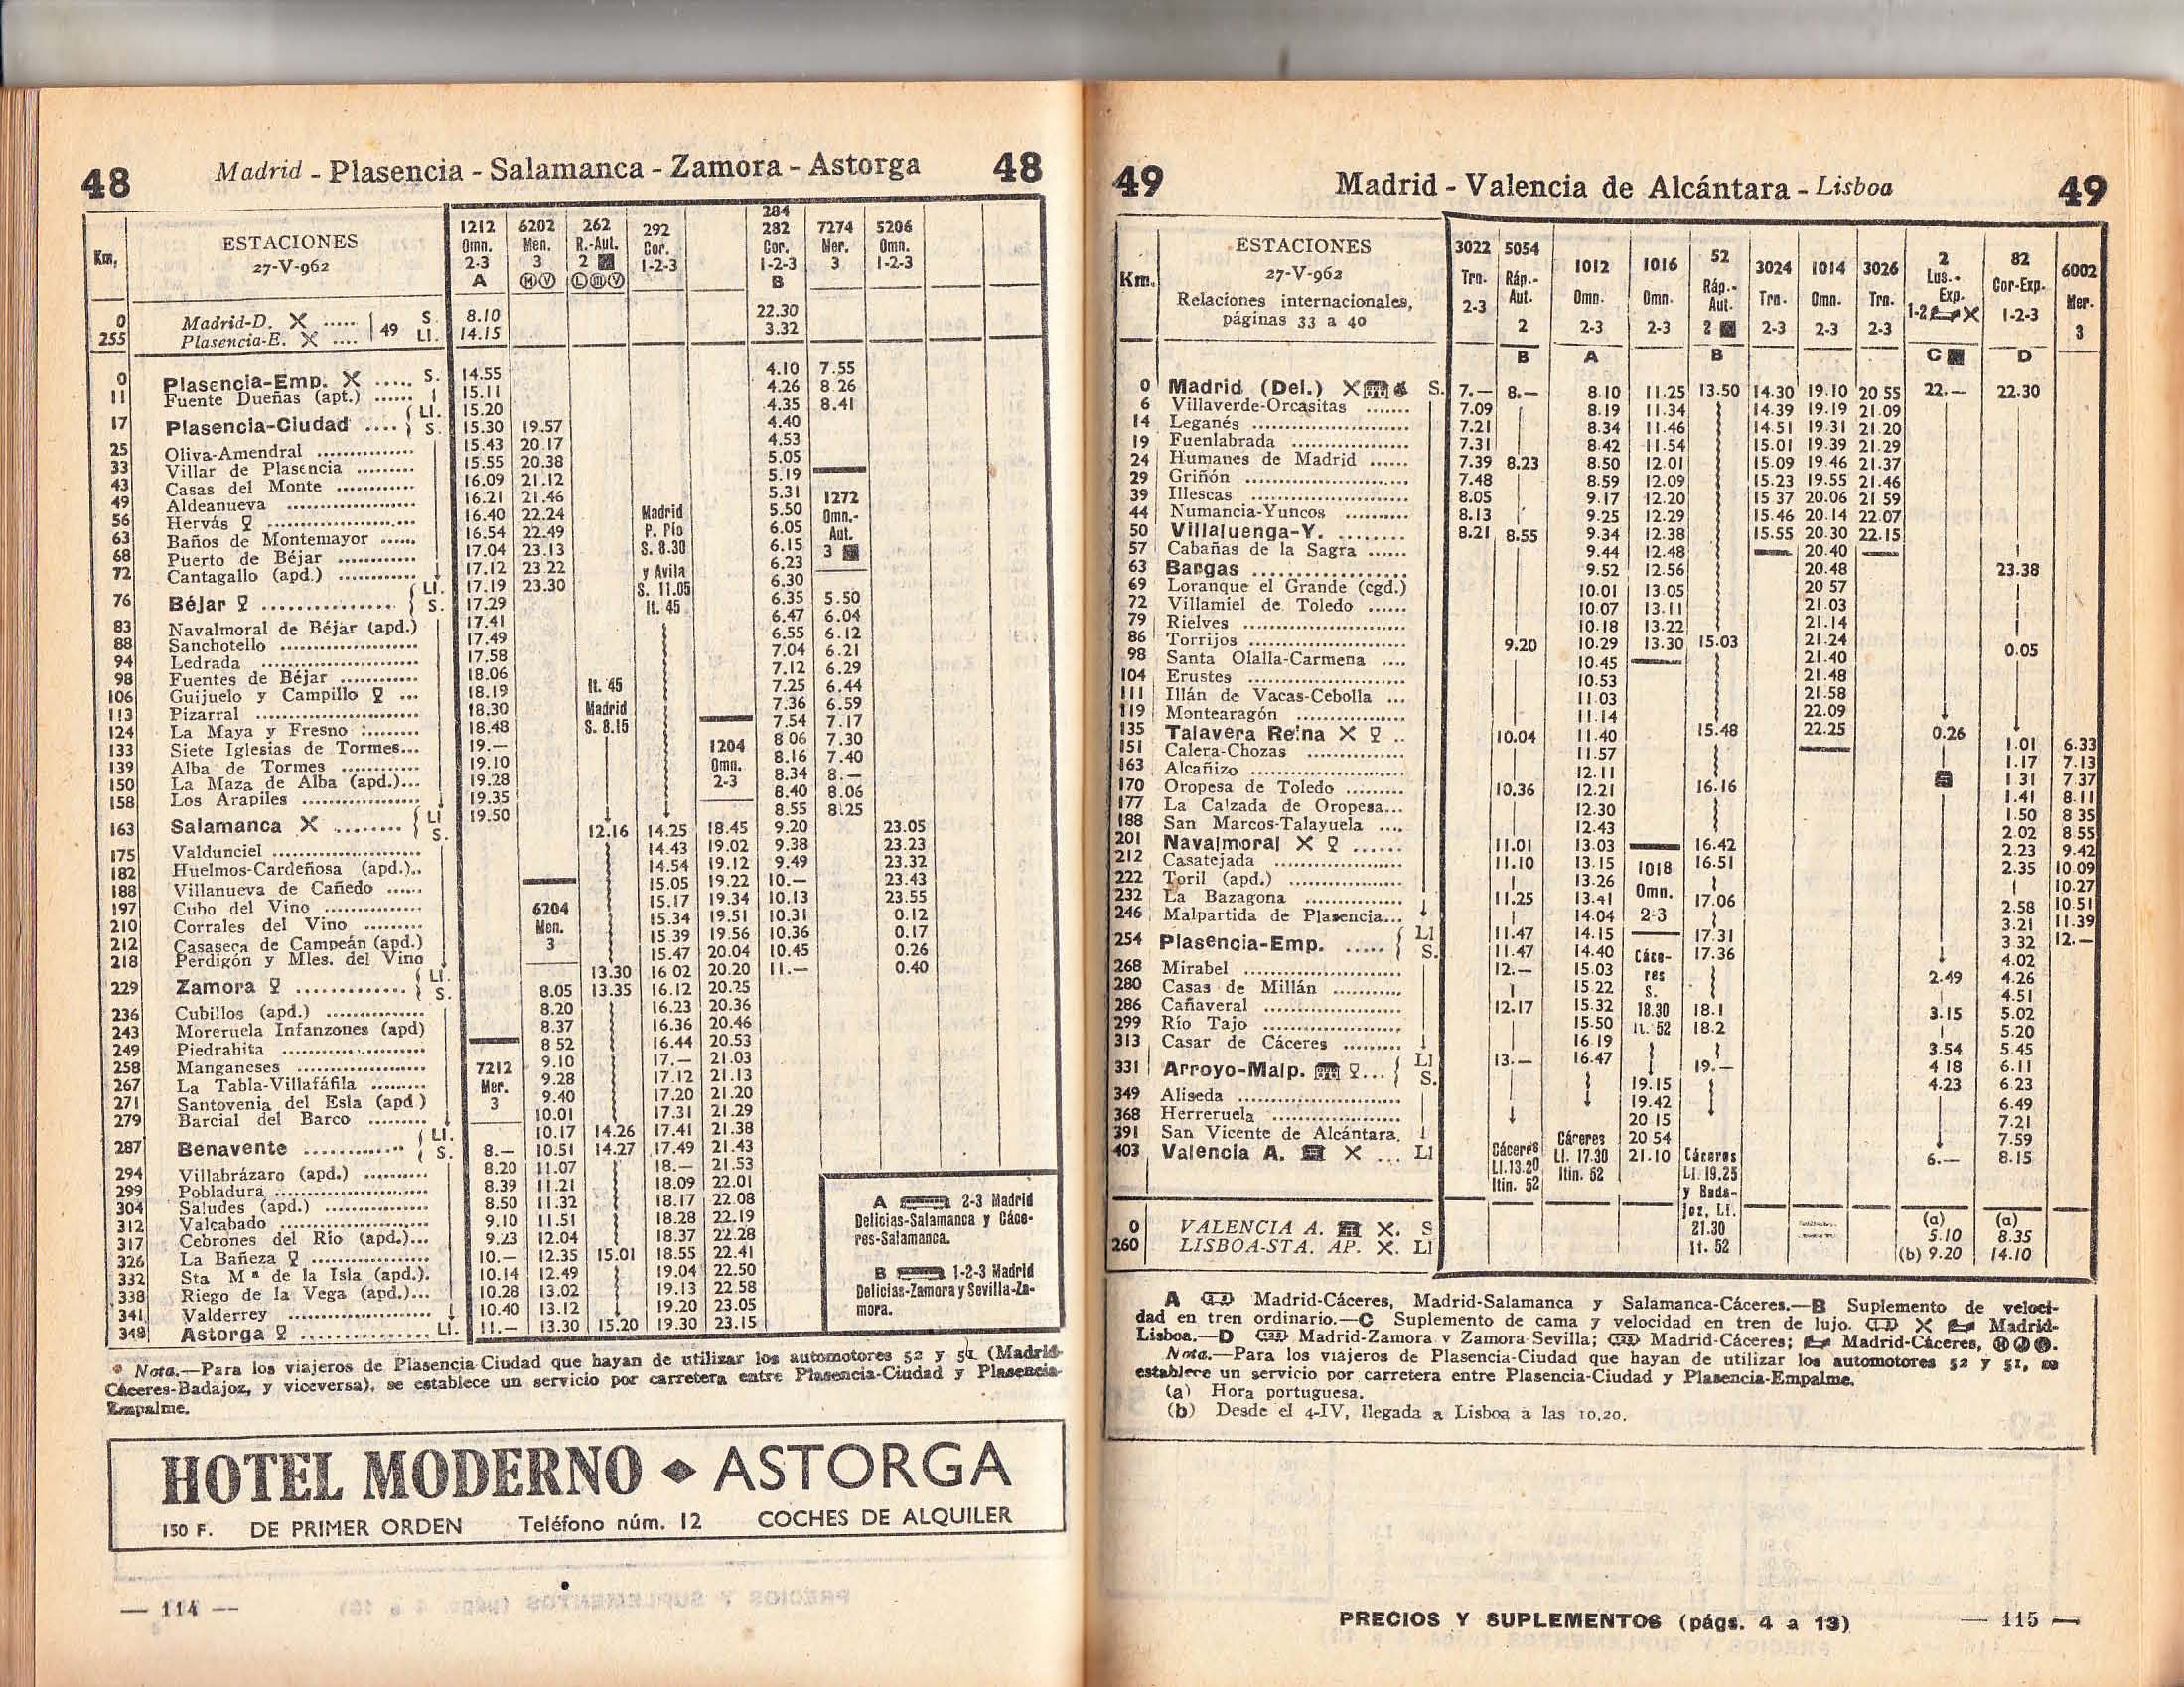 48 Madrid - Plasencia - Salamanca - Zamora - Astorga 48
Km. ESTACIONES 27-V-962
1212 Omn. 2-3 A
6202 Men. 3 Ⓜ Ⓥ
262 R.-Aut. 2 Ⓛ Ⓜ Ⓥ
292 Cor. 1-2-3
284 282 Cor. 1-2-3 B
7274 Mer. 3
5206 Omn. 1-2-3
0 Madrid-D. ..... 49 S. 8.10 22.30
255 Plasencia-E. .... Ll. 14.15 3.32
0 Plasencia-Emp. ..... S. 14.55 4.10 7.55
11 Fuente Dueñas (apt.) ...... 15.11 4.26 8 26
17 Plasencia-Ciudad .... Ll. 15.20 4.35 8.41
S. 15.30 19.57 4.40
25 Oliva-Amendral ............... 15.43 20.17 4.53
33 Villar de Plasencia ......... 15.55 20.38 5.05
43 Casas del Monte ............ 16.09 21.12 5.19
49 Aldeanueva .................... 16.21 21.46 5.31
56 Hervás ..................... 16.40 22.24 5.50
63 Baños de Montemayor ...... 16.54 22.49 6.05
68 Puerto de Béjar ............ 17.04 23.13 6.15
72 Cantagallo (apd.) ............ 17.12 23 22 6.23
76 Béjar ................ Ll. 17.19 23.30 6.30
S. 17.29 6.35 5.50
83 Navalmoral de Béjar (apd.) 17.41 6.47 6.04
88 Sanchotello ..................... 17.49 6.55 6.12
94 Ledrada ........................ 17.58 7.04 6.21
98 Fuentes de Béjar ............ 18.06 7.12 6.29
106 Guijuelo y Campillo ... 18.19 7.25 6.44
113 Pizarral ......................... 18.30 7.36 6.59
124 La Maya y Fresno ......... 18.48 7.54 7.17
133 Siete Iglesias de Tormes... 19.— 8 06 7.30
139 Alba de Tormes ............ 19.10 8.16 7.40
150 La Maza de Alba (apd.)... 19.28 8.34 8.—
158 Los Arapiles .................. 19.35 8.40 8.06
163 Salamanca ........ Ll 19.50 8.55 8.25
S. 12.16 14.25 18.45 9.20 23.05
175 Valdunciel ....................... 14.43 19.02 9.38 23.23
182 Huelmos-Cardeñosa (apd.).. 14.54 19.12 9.49 23.32
188 Villanueva de Cañedo ...... 15.05 19.22 10.— 23.43
197 Cubo del Vino ............... 15.17 19.34 10.13 23.55
210 Corrales del Vino ......... 15.34 19.51 10.31 0.12
212 Casaseca de Campeán (apd.) 15.39 19.56 10.36 0.17
218 Perdigón y Mles. del Vino 15.47 20.04 10.45 0.26
229 Zamora .............. Ll. 13.30 16 02 20.20 11.— 0.40
S. 8.05 13.35 16.12 20.25
236 Cubillos (apd.) ............... 8.20 16.23 20.36
243 Moreruela Infanzones (apd) 8.37 16.36 20.46
249 Piedrahita ..................... 8 52 16.44 20.53
258 Manganeses .................... 9.10 17.— 21.03
267 La Tabla-Villafáfila ......... 9.28 17.12 21.13
271 Santovenia del Esla (apd.) 9.40 17.20 21.20
279 Barcial del Barco ......... 10.01 17.31 21.29
287 Benavente ............. Ll. 10.17 14.26 17.41 21.38
S. 8.— 10.51 14.27 17.49 21.43
294 Villabrázaro (apd.) .......... 8.20 11.07 18.— 21.53
299 Pobladura ...................... 8.39 11.21 18.09 22.01
304 Saludes (apd.) ................ 8.50 11.32 18.17 22 08
312 Valcabado ...................... 9.10 11.51 18.28 22.19
317 Cebrones del Rio (apd.)... 9.23 12.04 18.37 22.28
326 La Bañeza .................. 10.— 12.35 15.01 18.55 22.41
332 Sta Mª de la Isla (apd.). 10.14 12.49 19.04 22.50
338 Riego de la Vega (apd.)... 10.28 13.02 19.13 22 58
341 Valderrey ...................... 10.40 13.12 19.20 23.05
348 Astorga .............. Ll. 11.— 13.30 15.20 19.30 23.15
Madrid P. Pío S. 8.30 y Avila S. 11.05 It. 45
It. 45 Madrid S. 8.15
1272 Omn.-Aut. 3
1204 Omn. 2-3
6204 Men. 3
7212 Mer. 3
A 2-3 Madrid
Delicias-Salamanca y Cáce-
res-Salamanca.
B 1-2-3 Madrid
Delicias-Zamora y Sevilla-Za-
mora.
Nota.—Para los viajeros de Plasencia-Ciudad que hayan de utilizar los automotores 52 y 51 (Madrid-
Cáceres-Badajoz, y viceversa), se establece un servicio por carretera entre Plasencia-Ciudad y Plasencia-
Empalme.
HOTEL MODERNO ◆ ASTORGA
150 F. DE PRIMER ORDEN Teléfono núm. 12 COCHES DE ALQUILER
— 114 —
49 Madrid - Valencia de Alcántara - Lisboa 49
Km. ESTACIONES 27-V-962
Relaciones internacionales,
páginas 33 a 40
3022 Trn. 2-3
5054 Ráp.-Aut. 2 B
1012 Omn. 2-3 A
1016 Omn. 2-3
52 Ráp.-Aut. 2 B
3024 Trn. 2-3
1014 Omn. 2-3
3026 Trn. 2-3
2 Lus.-Exp. 1-2 C
82 Cor-Exp. 1-2-3 D
6002 Mer. 3
0 Madrid (Del.) S. 7.— 8.— 8 10 11.25 13.50 14.30 19.10 20 55 22.— 22.30
6 Villaverde-Orcasitas ....... 7.09 8.19 11.34 14.39 19.19 21.09
14 Leganés ......................... 7.21 8.34 11.46 14 51 19.31 21.20
19 Fuenlabrada .................. 7.31 8.42 11.54 15.01 19.39 21.29
24 Humanes de Madrid ...... 7.39 8.23 8.50 12 01 15.09 19 46 21.37
29 Griñón ......................... 7.48 8.59 12.09 15.23 19.55 21.46
39 Illescas ........................ 8.05 9.17 12.20 15 37 20.06 21 59
44 Numancia-Yuncos .......... 8.13 9.25 12.29 15.46 20.14 22.07
50 Villaluenga-Y. ......... 8.21 8.55 9.34 12.38 15.55 20.30 22.15
57 Cabañas de la Sagra ...... 9.44 12.48 20.40
63 Bargas ................... 9.52 12.56 20.48 23.38
69 Loranque el Grande (cgd.) 10.01 13.05 20 57
72 Villamiel de Toledo ...... 10.07 13.11 21.03
79 Rielves .......................... 10.18 13.22 21.14
86 Torrijos ......................... 9.20 10.29 13.30 15.03 21.24 0.05
98 Santa Olalla-Carmena .... 10.45 21.40
104 Erustes ......................... 10.53 21.48
111 Illán de Vacas-Cebolla ... 11 03 21.58
119 Montearagón ................. 11.14 22.09
135 Talavera Reina .. 10.04 11.40 15.48 22.25 0.26 1.01 6.33
151 Calera-Chozas ............... 11.57 1.17 7.13
163 Alcañizo ....................... 12.11 1 31 7.37
170 Oropesa de Toledo ......... 10.36 12.21 16.16 1.41 8.11
177 La Calzada de Oropesa... 12.30 1.50 8 35
188 San Marcos-Talayuela .... 12.43 2 02 8 55
201 Navalmoral ...... 11.01 13.03 16.42 2.23 9.42
212 Casatejada .................... 11.10 13 15 16.51 2.35 10 09
222 Toril (apd.) .................. 13.26 10.27
232 La Bazagona ............... 11.25 13.41 17.06 2.58 10 51
246 Malpartida de Plasencia... 14.04 3.21 11.39
254 Plasencia-Emp. ..... Ll 11.47 14.15 17.31 3 32 12.—
S. 11.47 14.40 17.36 4.02
268 Mirabel ....................... 12.— 15.03 2.49 4.26
280 Casas de Millán ........... 15 22 4.51
286 Cañaveral .................... 12.17 15.32 18.1 3.15 5.02
299 Río Tajo ..................... 15.50 18.2 5.20
313 Casar de Cáceres ......... 16 19 3.54 5 45
331 Arroyo-Malp. ... Ll 13.— 16.47 19.— 4 18 6.11
S. 19.15 4.23 6 23
349 Aliseda ....................... 19.42 6.49
368 Herreruela ................... 20 15 7.21
391 San Vicente de Alcántara. 20 54 7.59
403 Valencia A. ... Ll 21.10 6.— 8.15
1018 Omn. 2-3 Cáceres S. 18.30 It. 52
Cáceres Ll.13.20 Itin. 52
Cáceres Ll. 17.30 Itin. 52
Cáceres Ll. 19.25 y Badajoz, Ll. 21.30 It. 52
0 VALENCIA A. S (a) 5.10 (a) 8.35
260 LISBOA-STA. AP. Ll (b) 9.20 14.10
A Madrid-Cáceres, Madrid-Salamanca y Salamanca-Cáceres.—B Suplemento de veloci-
dad en tren ordinario.—C Suplemento de cama y velocidad en tren de lujo. Madrid-
Lisboa.—D Madrid-Zamora y Zamora-Sevilla; Madrid-Cáceres; Madrid-Cáceres,
Nota.—Para los viajeros de Plasencia-Ciudad que hayan de utilizar los automotores 52 y 51, se
establece un servicio por carretera entre Plasencia-Ciudad y Plasencia-Empalme.
(a) Hora portuguesa.
(b) Desde el 4-IV, llegada a Lisboa a las 10.20.
PRECIOS Y SUPLEMENTOS (págs. 4 a 13) — 115 —